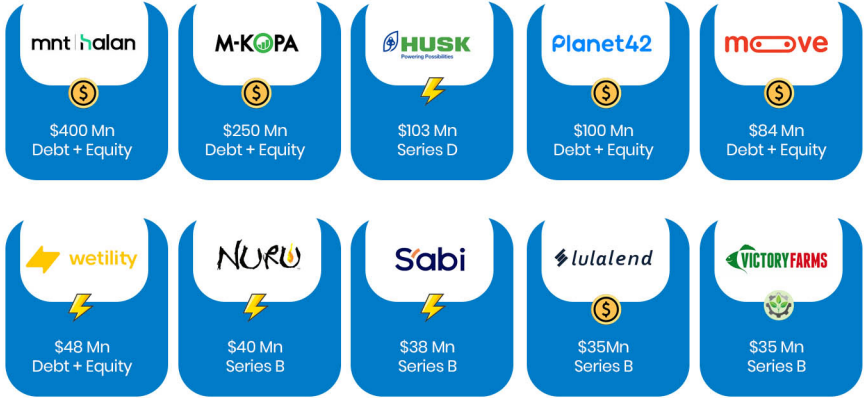 mnt halan
M-KOPA
HUSK
Powering Possibilities
Planet42
moove
$400 Mn
Debt + Equity
$250 Mn
Debt + Equity
$103 Mn
Series D
$100 Mn
Debt + Equity
$84 Mn
Debt + Equity
wetility
NURU
Sabi
lulalend
VICTORYFARMS
$48 Mn
Debt + Equity
$40 Mn
Series B
$38 Mn
Series B
$35Mn
Series B
$35 Mn
Series B